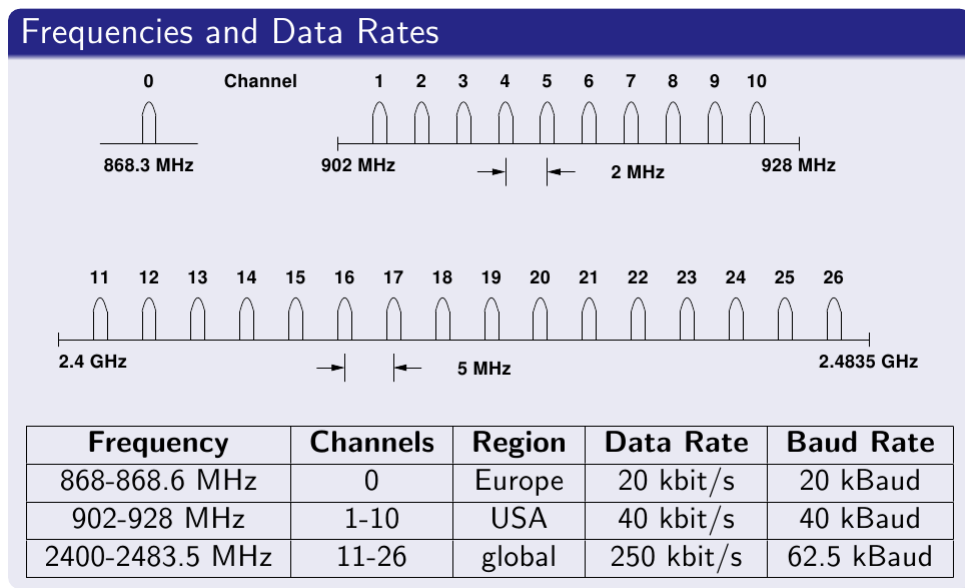 Frequencies and Data Rates
0 Channel 1 2 3 4 5 6 7 8 9 10
868.3 MHz 902 MHz 928 MHz
2 MHz
11 12 13 14 15 16 17 18 19 20 21 22 23 24 25 26
2.4 GHz 2.4835 GHz
5 MHz
Frequency Channels Region Data Rate Baud Rate
868-868.6 MHz 0 Europe 20 kbit/s 20 kBaud
902-928 MHz 1-10 USA 40 kbit/s 40 kBaud
2400-2483.5 MHz 11-26 global 250 kbit/s 62.5 kBaud